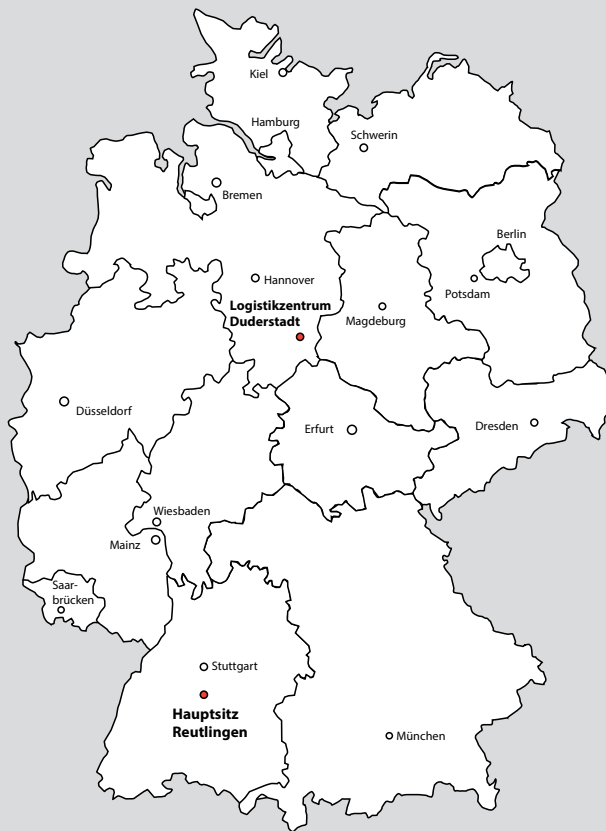 Kiel
Hamburg
Schwerin
Bremen
Berlin
Hannover
Potsdam
Logistikzentrum
Duderstadt
Magdeburg
Düsseldorf
Erfurt
Dresden
Wiesbaden
Mainz
Saar-
brücken
Stuttgart
Hauptsitz
Reutlingen
München